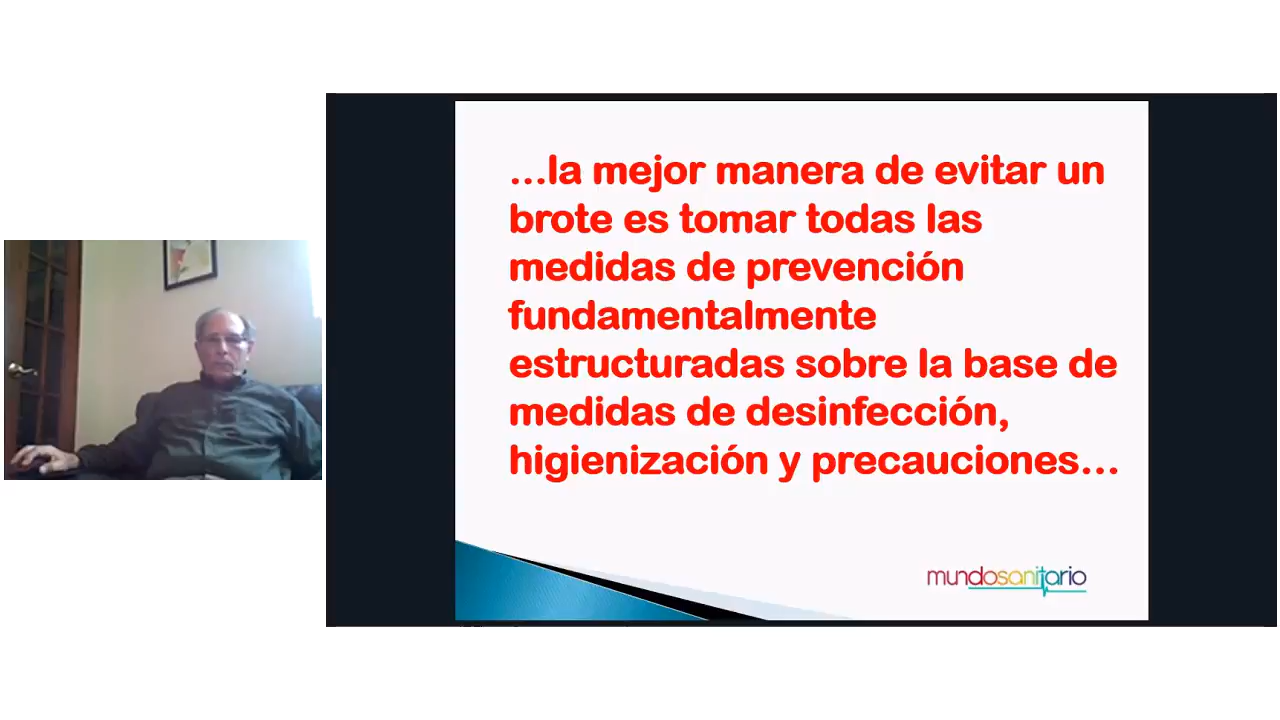 ...la mejor manera de evitar un
brote es tomar todas las
medidas de prevención
fundamentalmente
estructuradas sobre la base de
medidas de desinfección,
higienización y precauciones...
mundosanitario